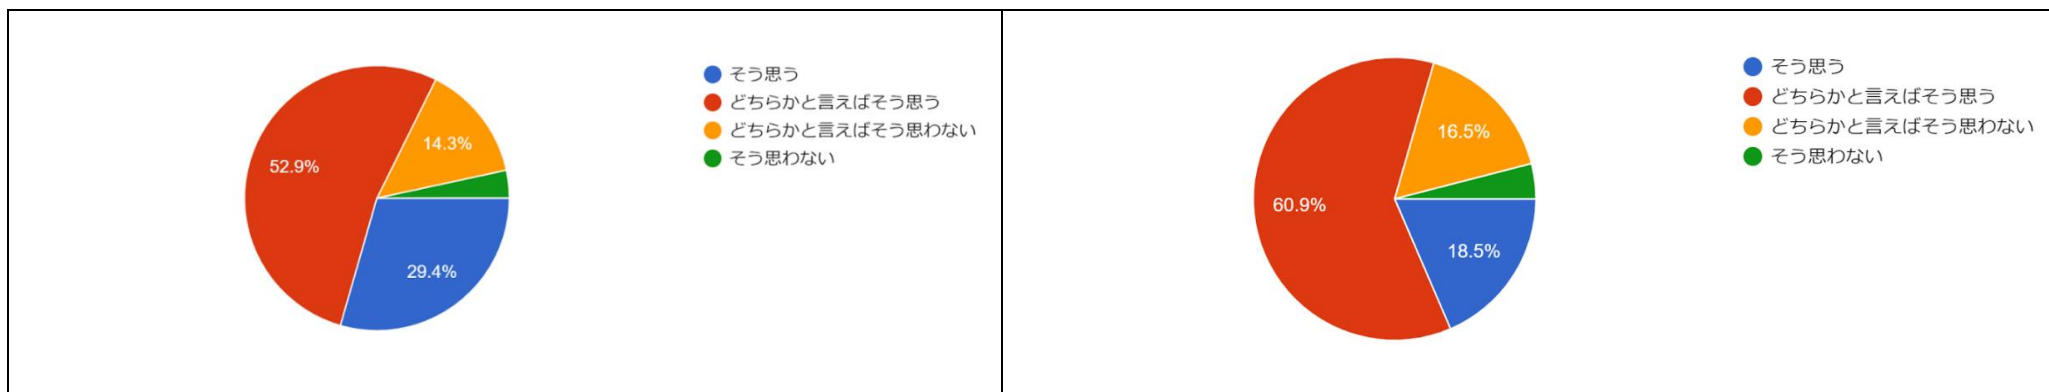 52.9%
14.3%
29.4%
そう思う
どちらかと言えばそう思う
どちらかと言えばそう思わない
そう思わない
60.9%
16.5%
18.5%
そう思う
どちらかと言えばそう思う
どちらかと言えばそう思わない
そう思わない